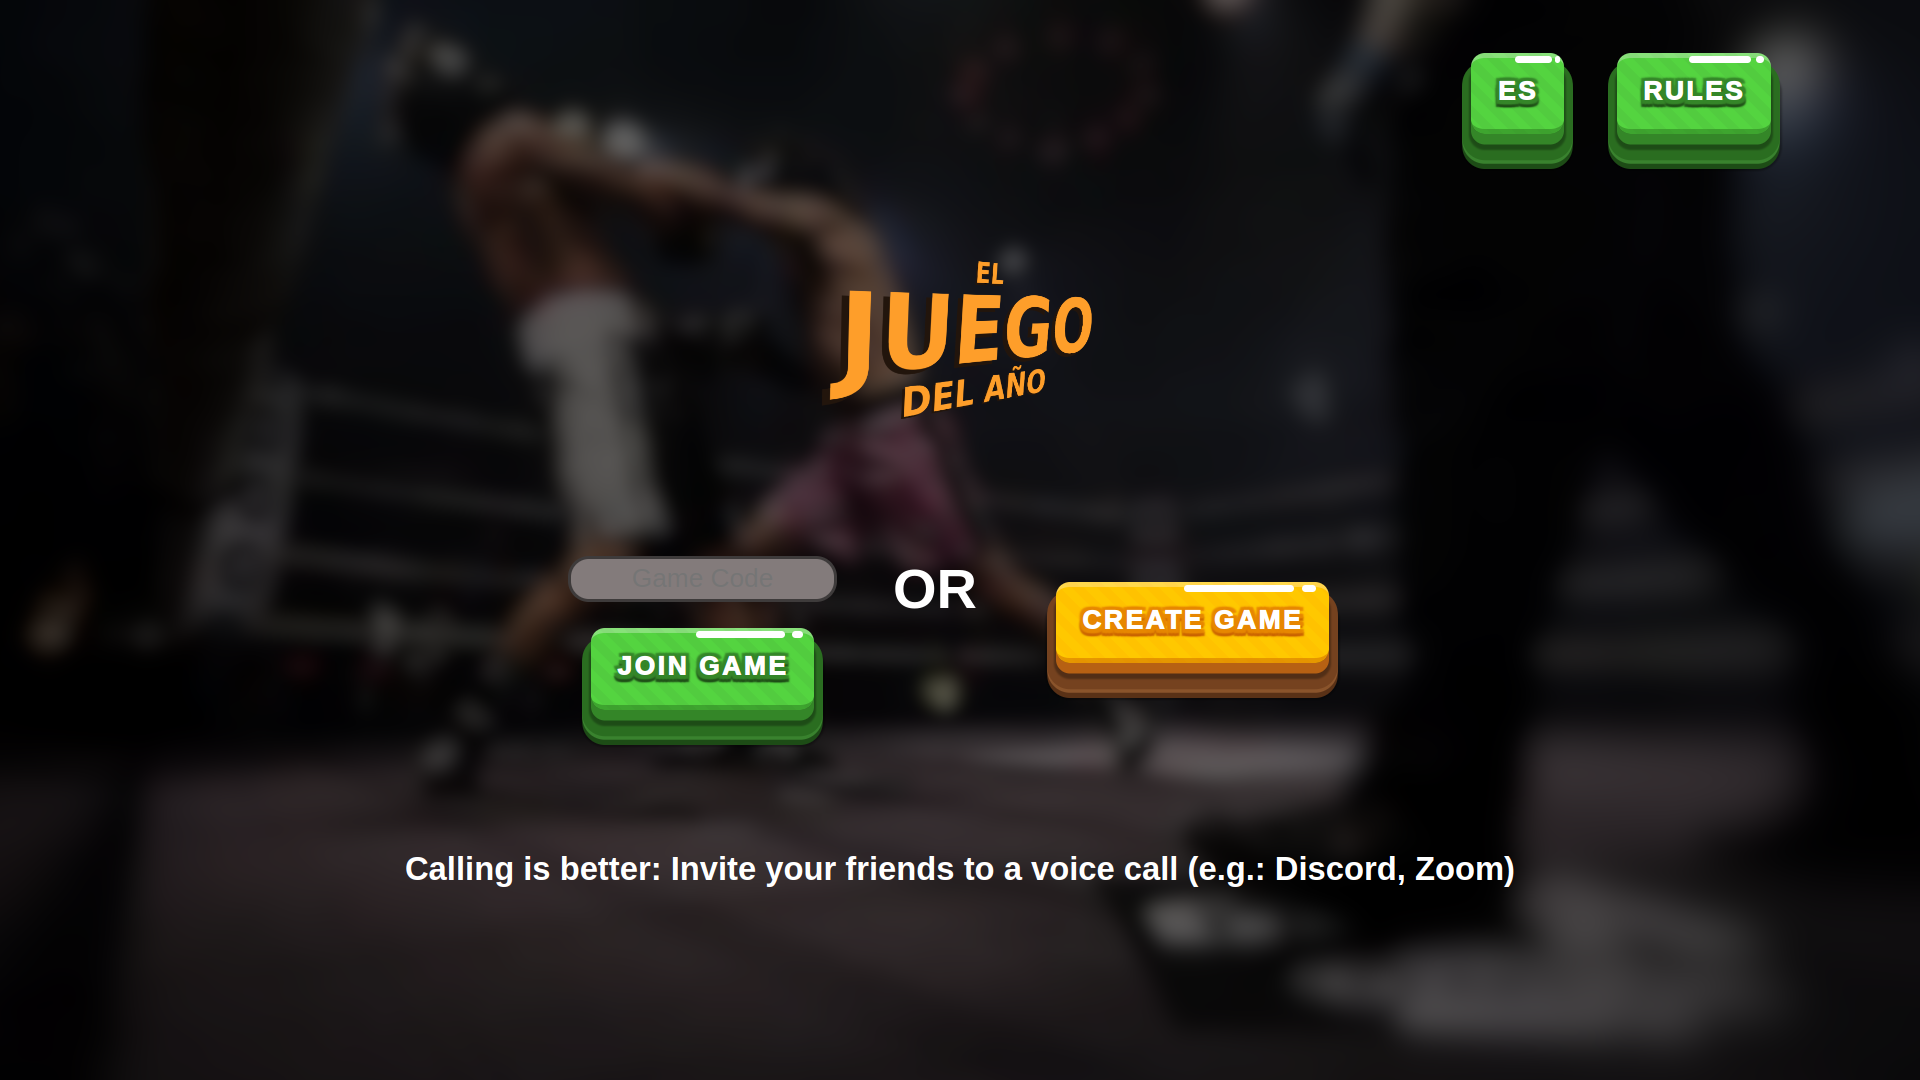 ES
RULES
EL
JUEGO
DEL AÑO
Game Code
OR
JOIN GAME
CREATE GAME
Calling is better: Invite your friends to a voice call (e.g.: Discord, Zoom)